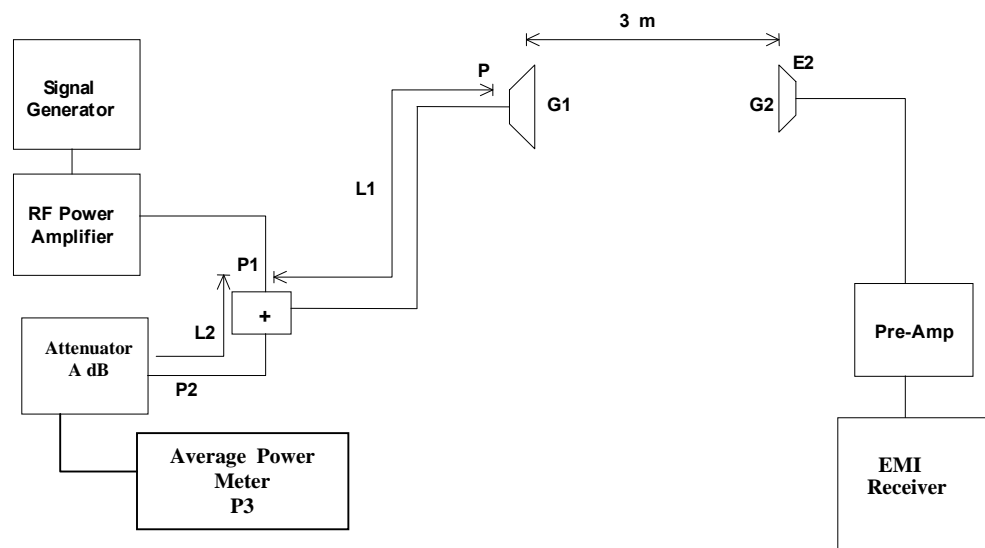 3 m
Signal
Generator
P
E2
G1
G2
L1
RF Power
Amplifier
P1
+
L2
Attenuator
A dB
P2
Pre-Amp
Average Power
Meter
P3
EMI
Receiver